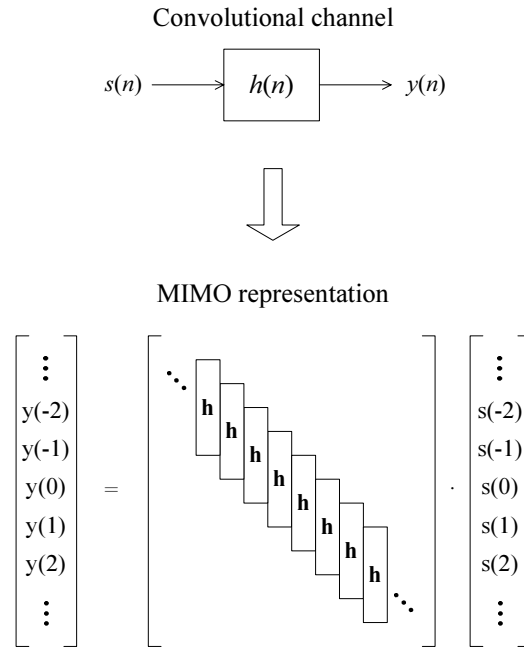 Convolutional channel
s(n) h(n) y(n)
MIMO representation
y(-2)
y(-1)
y(0)
y(1)
y(2)
=
h
h
h
h
h
h
h
h
·
s(-2)
s(-1)
s(0)
s(1)
s(2)